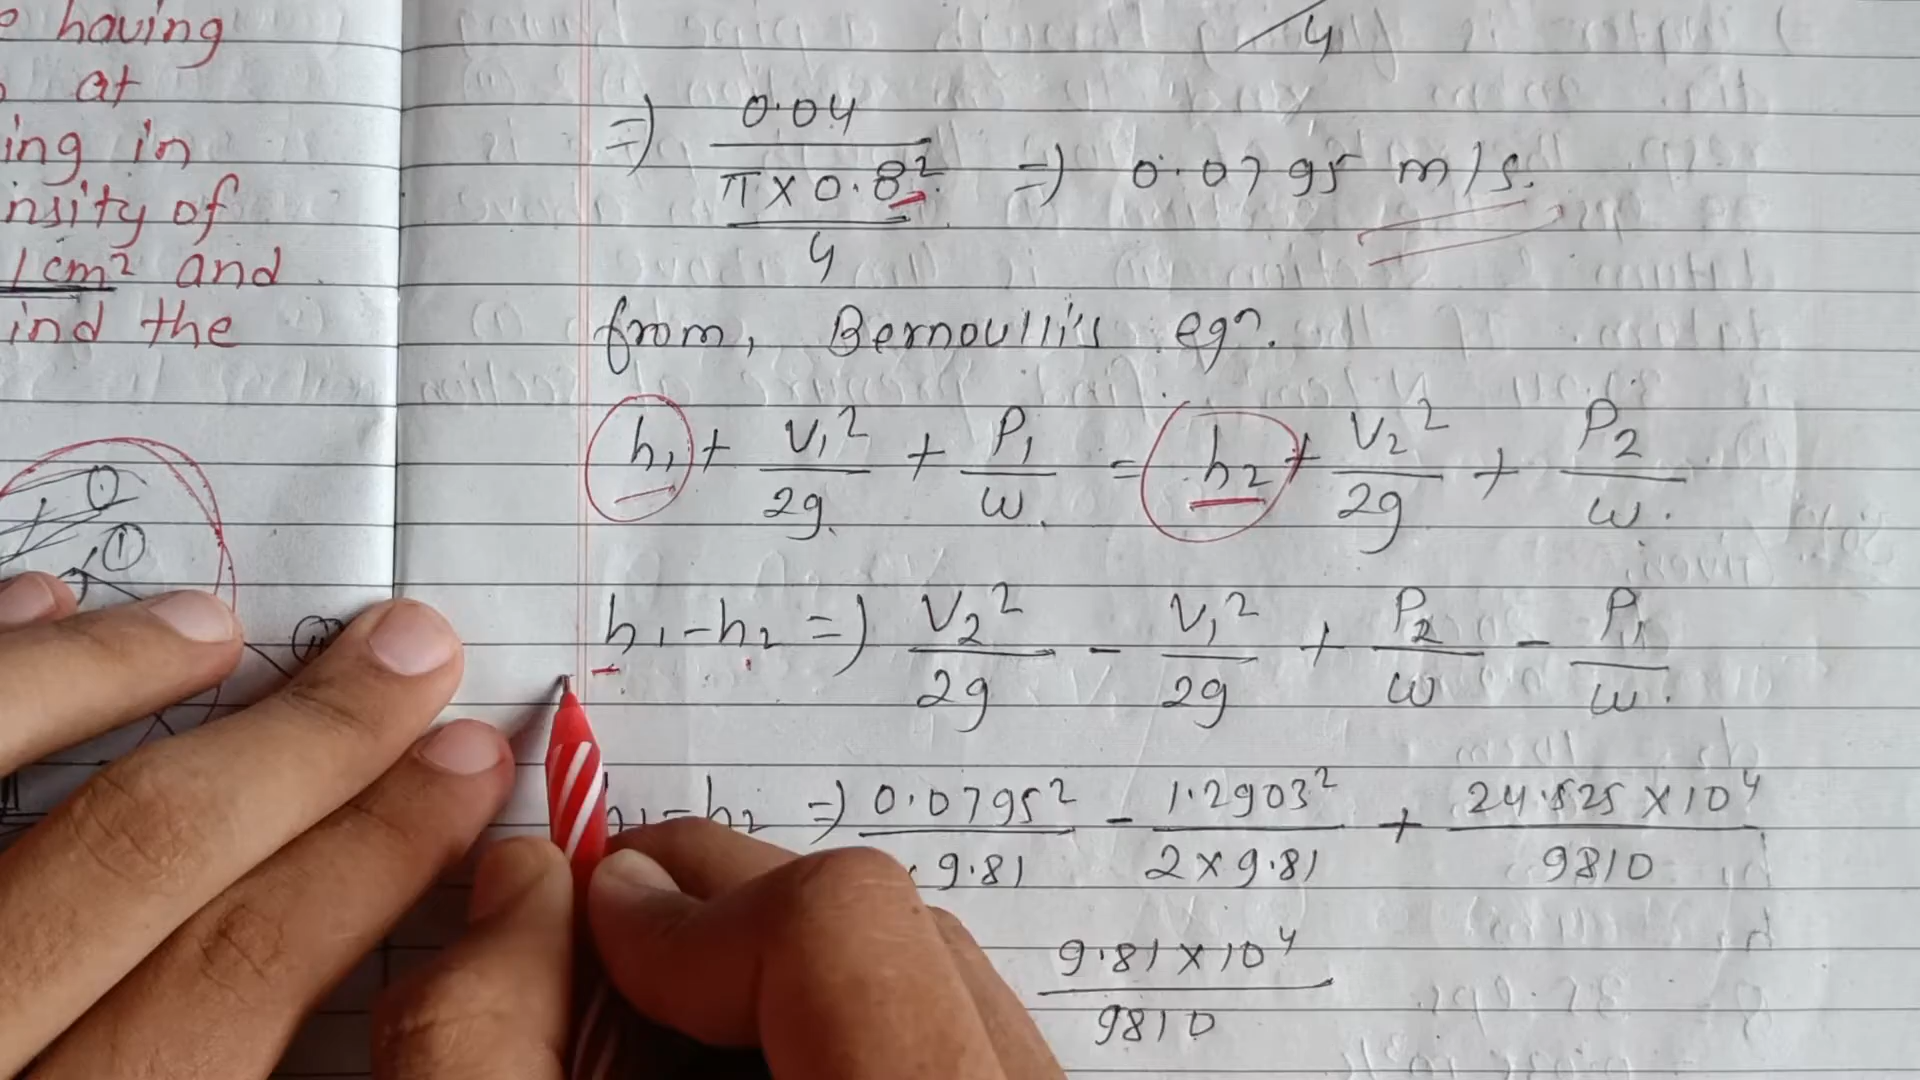 having
at
ing in
nsity of
/cm² and
ind the
①
①
4
=) 0.04 / (π × 0.8² / 4) =) 0.0795 m/s.
from, Bernoulli's eqn.
h₁ + V₁²/2g + P₁/ω = h₂ + V₂²/2g + P₂/ω.
h₁-h₂ =) V₂²/2g - V₁²/2g + P₂/ω - P₁/ω.
h₁-h₂ =) 0.0795²/ 9.81 - 1.2903²/2×9.81 + 24.525×10⁴/9810
9.81×10⁴/9810